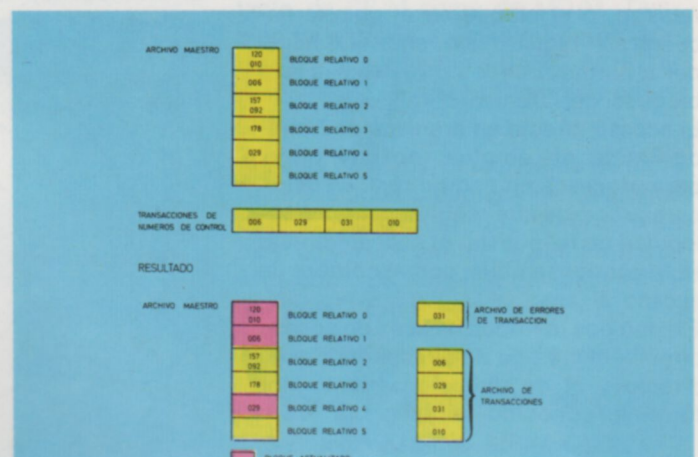 ARCHIVO MAESTRO
120
010
BLOQUE RELATIVO 0
006
BLOQUE RELATIVO 1
157
092
BLOQUE RELATIVO 2
178
BLOQUE RELATIVO 3
029
BLOQUE RELATIVO 4
BLOQUE RELATIVO 5
TRANSACCIONES DE
NUMEROS DE CONTROL
006 029 031 010
RESULTADO
ARCHIVO MAESTRO
120
010
BLOQUE RELATIVO 0
006
BLOQUE RELATIVO 1
157
092
BLOQUE RELATIVO 2
178
BLOQUE RELATIVO 3
029
BLOQUE RELATIVO 4
BLOQUE RELATIVO 5
031
ARCHIVO DE ERRORES
DE TRANSACCION
006
029
031
010
ARCHIVO DE
TRANSACCIONES